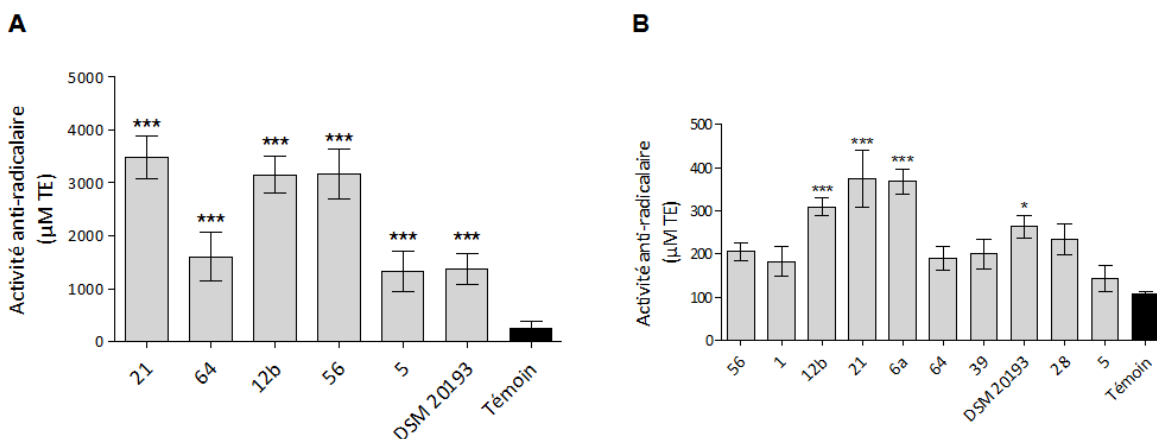 A
Activité anti-radicalaire
(µM TE)
5000
4000
3000
2000
1000
0
***
***
***
***
***
***
21
64
12b
56
5
DSM 20193
Témoin
B
Activité anti-radicalaire
(µM TE)
500
400
300
200
100
0
***
***
***
*
56
1
12b
21
6a
64
39
DSM 20193
28
5
Témoin